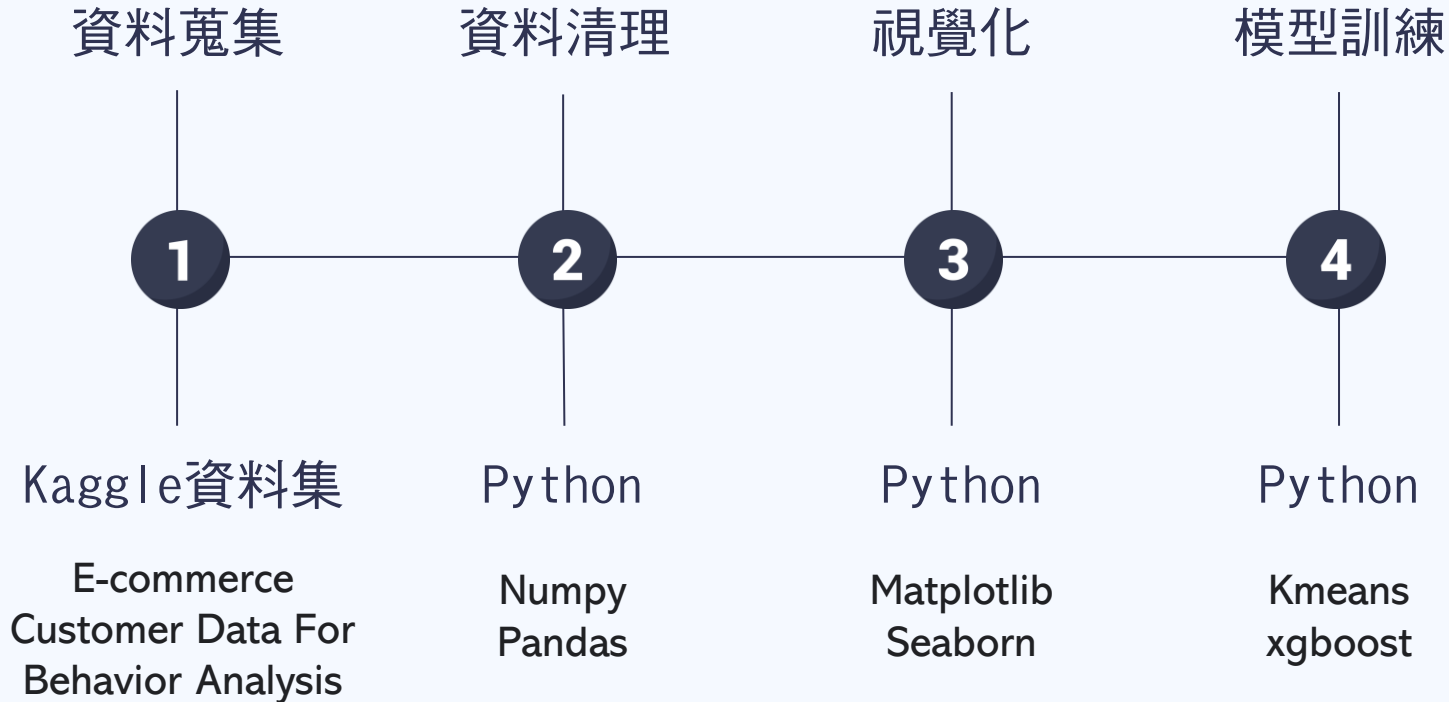 資料蒐集
資料清理
視覺化
模型訓練
1
2
3
4
Kaggle資料集
Python
Python
Python
E-commerce
Customer Data For
Behavior Analysis
Numpy
Pandas
Matplotlib
Seaborn
Kmeans
xgboost